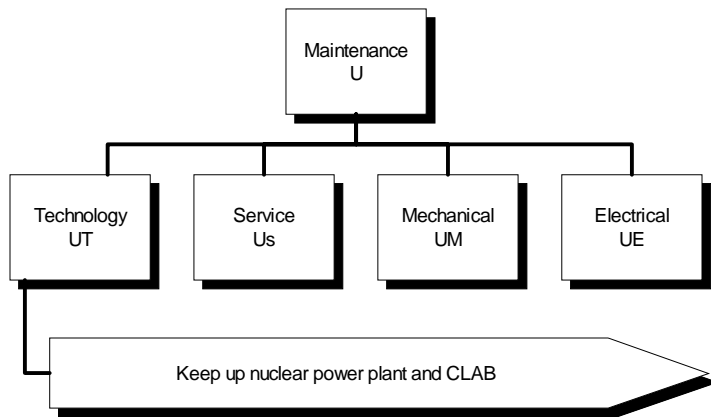 Maintenance
U
Technology
UT
Service
Us
Mechanical
UM
Electrical
UE
Keep up nuclear power plant and CLAB